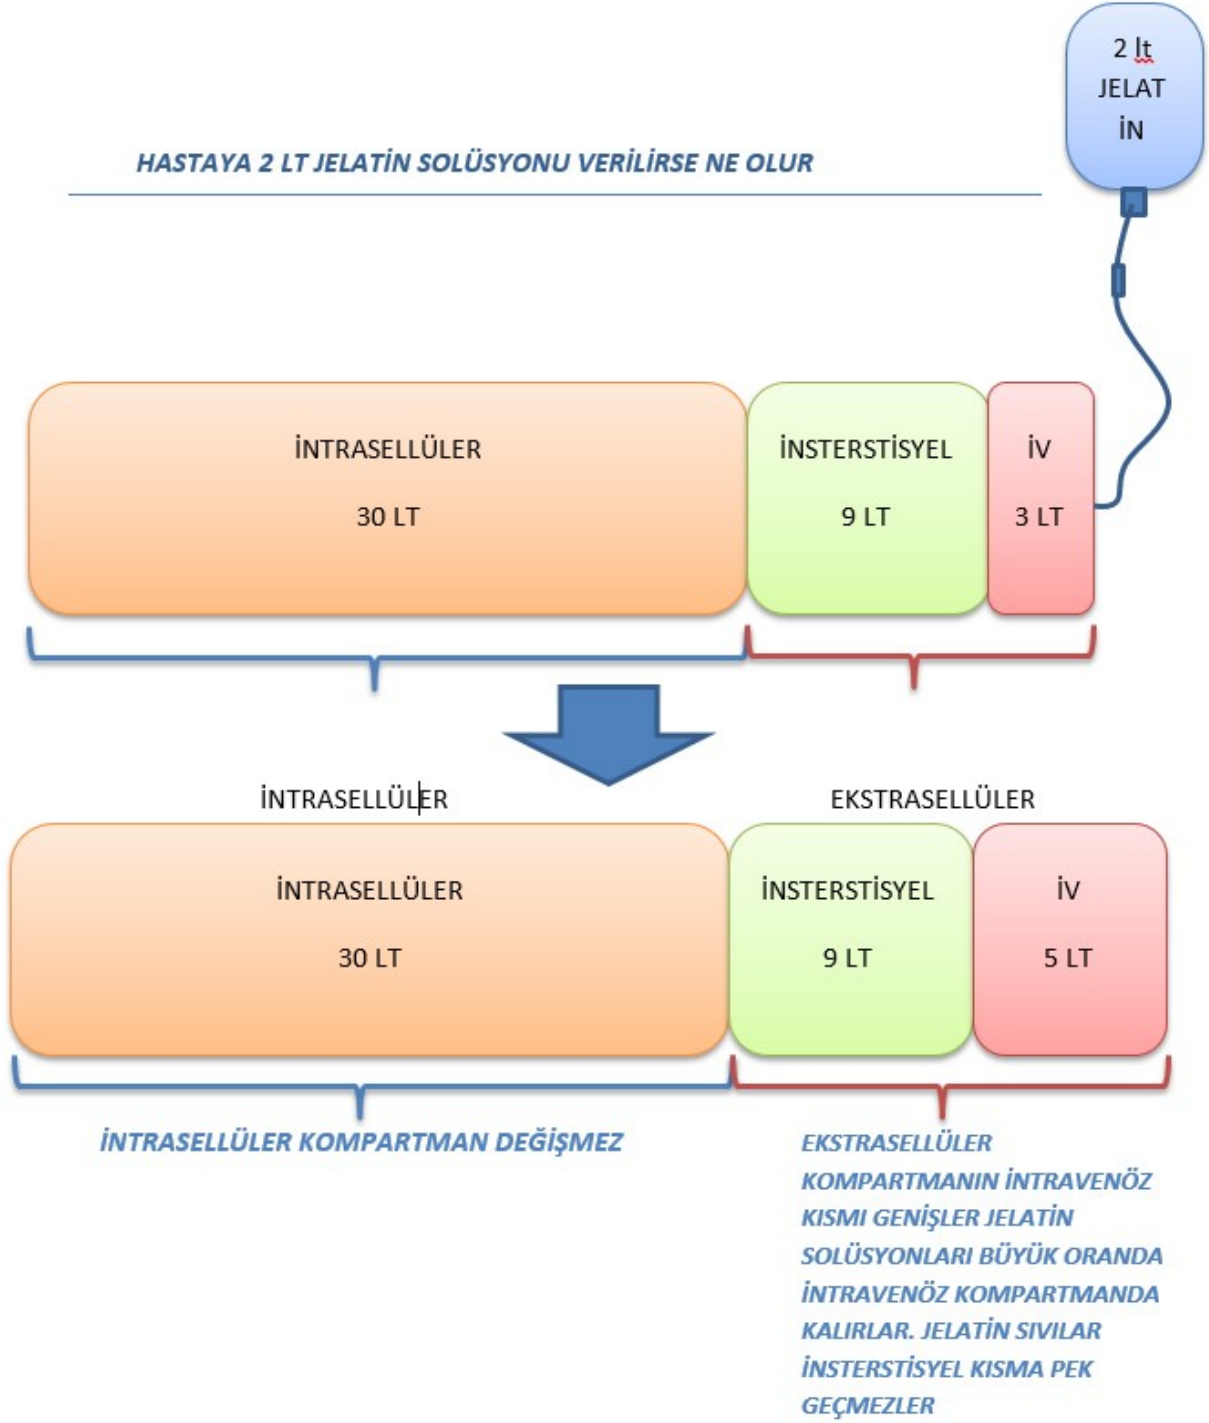 2 lt
JELAT
İN
HASTAYA 2 LT JELATİN SOLÜSYONU VERİLİRSE NE OLUR
İNTRASELLÜLER
30 LT
İNSTERSTİSYEL
9 LT
İV
3 LT
İNTRASELLÜLER
EKSTRASELLÜLER
İNTRASELLÜLER
30 LT
İNSTERSTİSYEL
9 LT
İV
5 LT
İNTRASELLÜLER KOMPARTMAN DEĞİŞMEZ
EKSTRASELLÜLER
KOMPARTMANIN İNTRAVENÖZ
KISMI GENİŞLER JELATİN
SOLÜSYONLARI BÜYÜK ORANDA
İNTRAVENÖZ KOMPARTMANDA
KALIRLAR. JELATİN SIVILAR
İNSTERSTİSYEL KISMA PEK
GEÇMEZLER